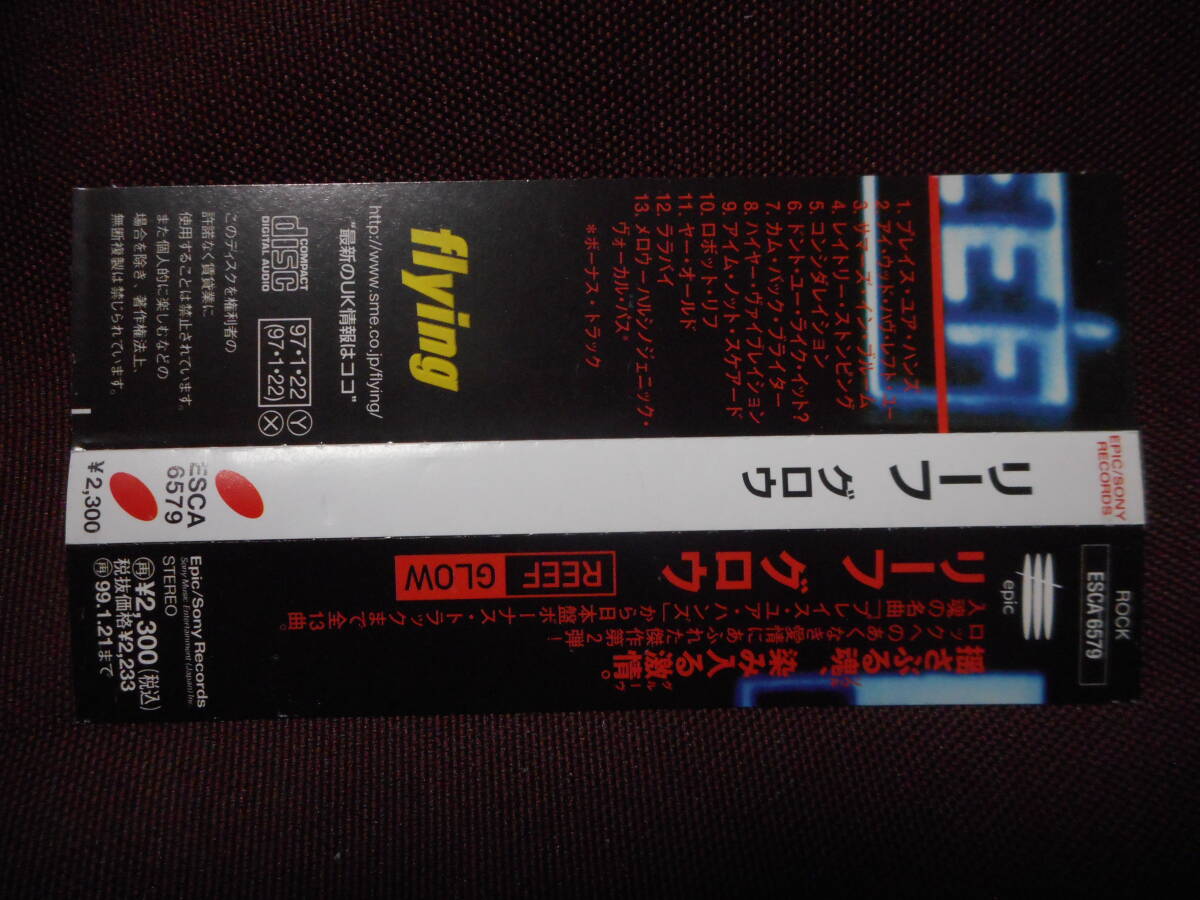 ROCK
ESCA 6579
epic
揺さぶる魂、染み入る激情。
ロックへのあくなき愛情にあふれた傑作第2弾!
入魂の名曲「プレイス・ユア・ハンズ」から日本盤ボーナス・トラックまで全13曲。
リーフ
グロウ
REEF
GLOW
Epic/Sony Records
Sony Music Entertainment (Japan) Inc.
STEREO
再¥2,300(税込)
税抜価格¥2,233
再99.1.21まで
EPIC/SONY
RECORDS
リーフ
グロウ
ESCA
6579
¥2,300
EEF
1. プレイス・ユア・ハンズ
2. アイ・ウッド・ハヴ・レフト・ユー
3. サマーズ・イン・ブルーム
4. レイトリー・ストンピング
5. コンシダレイション
6. ドント・ユー・ライク・イット?
7. カム・バック・ブライター
8. ハイヤー・ヴァイブレイション
9. アイム・ノット・スケアード
10. ロボット・リフ
11. ヤー・オールド
12. ララバイ
13. メロウ-ハルシノジェニック・
ヴォーカル・バス*
*ボーナス・トラック
flying
http://www.sme.co.jp/flying/
"最新のUK情報はココ"
COMPACT
disc
DIGITAL AUDIO
97・1・22 Y
(97・1・22) X
このディスクを権利者の
許諾なく賃貸業に
使用することは禁止されています。
また個人的に楽しむなどの
場合を除き、著作権法上、
無断複製は禁じられています。